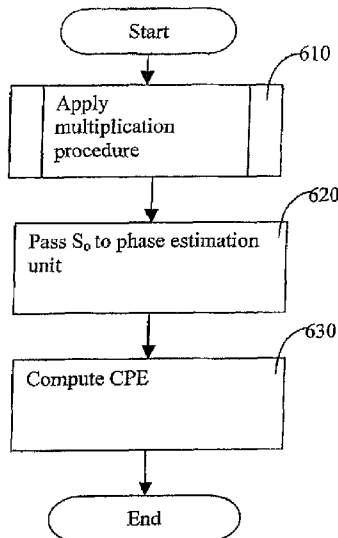 Start
610
Apply
multiplication
procedure
620
Pass S₀ to phase estimation
unit
630
Compute CPE
End